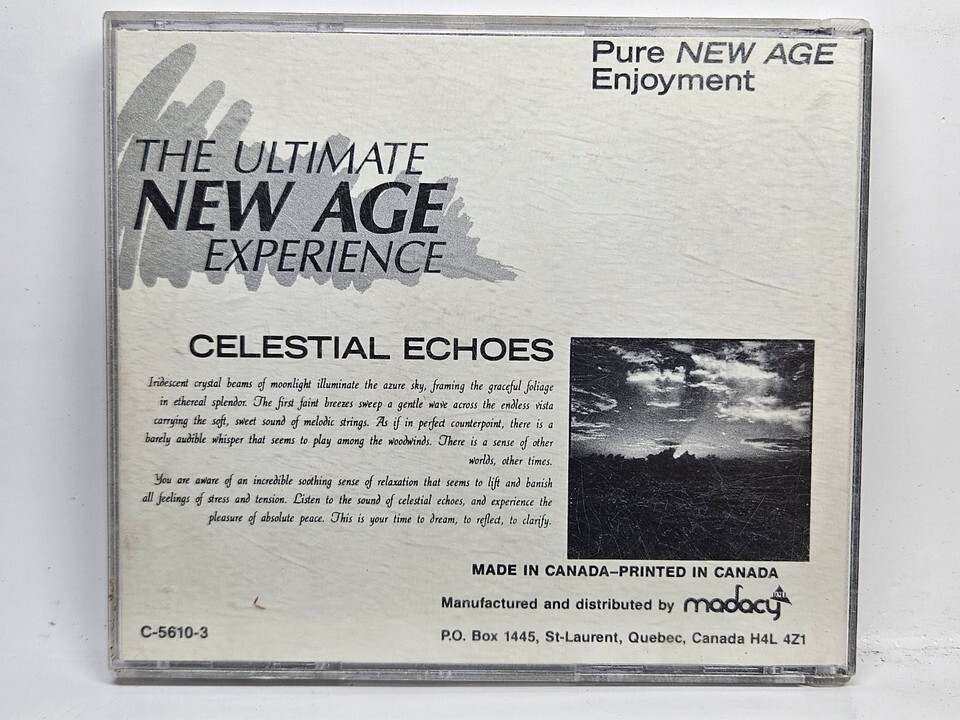 Pure NEW AGE
Enjoyment
THE ULTIMATE
NEW AGE
EXPERIENCE
CELESTIAL ECHOES
Iridescent crystal beams of moonlight illuminate the azure sky, framing the graceful foliage
in ethereal splendor. The first faint breezes sweep a gentle wave across the endless vista
carrying the soft, sweet sound of melodic strings. As if in perfect counterpoint, there is a
barely audible whisper that seems to play among the woodwinds. There is a sense of other
worlds, other times.
You are aware of an incredible soothing sense of relaxation that seems to lift and banish
all feelings of stress and tension. Listen to the sound of celestial echoes, and experience the
pleasure of absolute peace. This is your time to dream, to reflect, to clarify.
MADE IN CANADA–PRINTED IN CANADA
Manufactured and distributed by madacy
C-5610-3
P.O. Box 1445, St-Laurent, Quebec, Canada H4L 4Z1